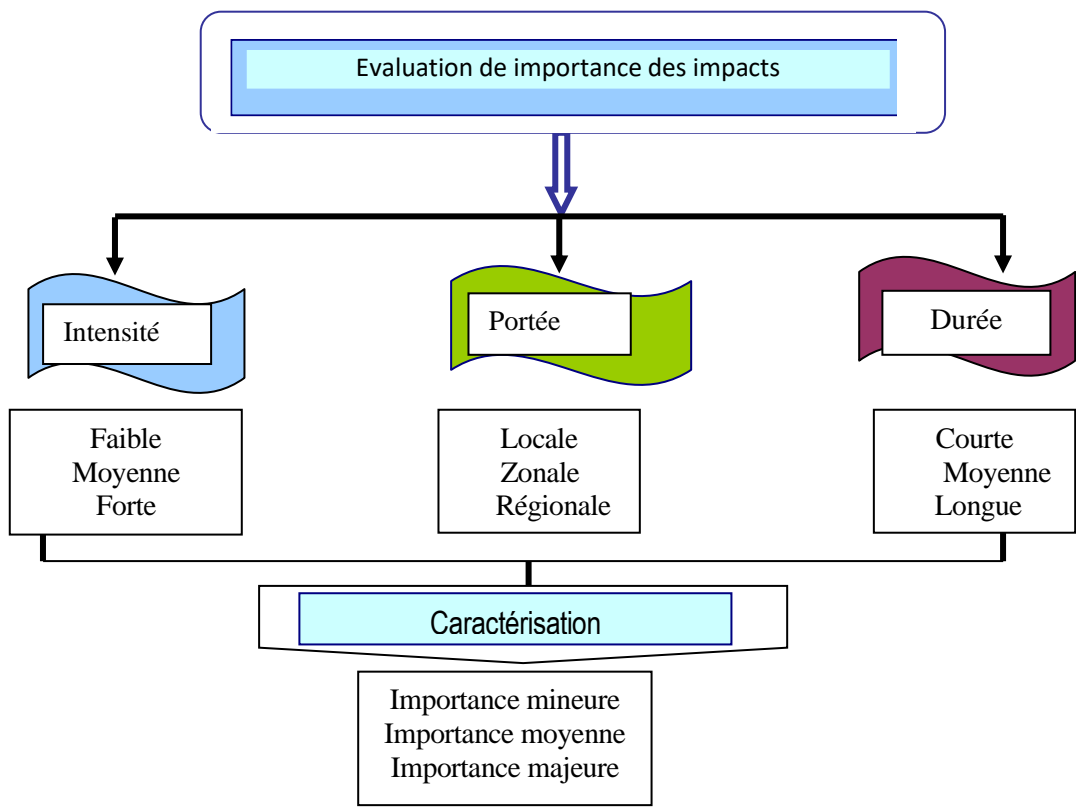 Evaluation de importance des impacts
Intensité
Portée
Durée
Faible
Moyenne
Forte
Locale
Zonale
Régionale
Courte
Moyenne
Longue
Caractérisation
Importance mineure
Importance moyenne
Importance majeure